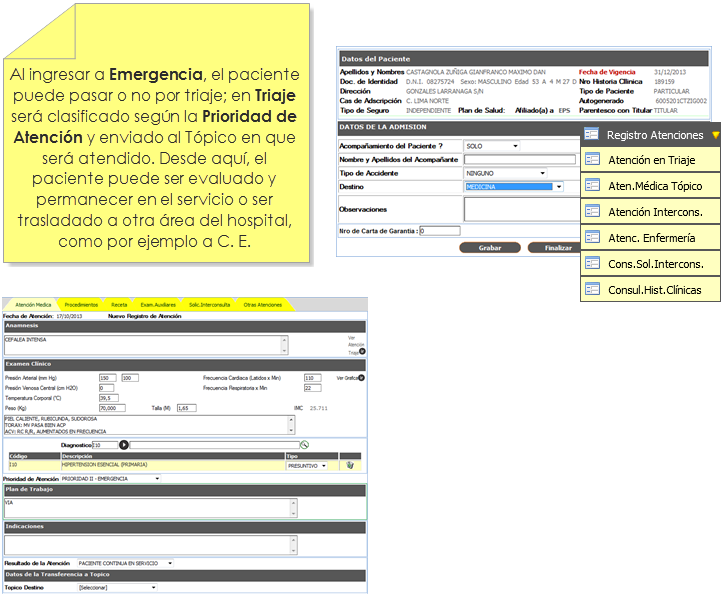 Al ingresar a Emergencia, el paciente
puede pasar o no por triaje; en Triaje
será clasificado según la Prioridad de
Atención y enviado al Tópico en que
será atendido. Desde aquí, el
paciente puede ser evaluado y
permanecer en el servicio o ser
trasladado a otra área del hospital,
como por ejemplo a C. E.
Datos del Paciente
Apellidos y Nombres CASTAGNOLA ZUÑIGA GIANFRANCO MAXIMO DAN Fecha de Vigencia 31/12/2013
Doc. de Identidad D.N.I. 08275724 Sexo: MASCULINO Edad 53 A 4 M 27 D Nro Historia Cllínica 189159
Dirección GONZALES LARRANAGA S/N Tipo de Paciente PARTICULAR
Cas de Adscripción C. LIMA NORTE Autogenerado 6005201CTZIG002
Tipo de Seguro INDEPENDIENTE Plan de Salud: Afiliado(a) a EPS Parentesco con Titular TITULAR
DATOS DE LA ADMISION
Acompañamiento del Paciente ? SOLO
Nombre y Apellidos del Acompañante
Tipo de Accidente NINGUNO
Destino MEDICINA
Observaciones
Nro de Carta de Garantia : 0
Grabar Finalizar
Registro Atenciones
Atención en Triaje
Aten.Médica Tópico
Atención Intercons.
Atenc. Enfermería
Cons.Sol.Intercons.
Consul.Hist.Clínicas
Atención Medica Procedimientos Receta Exam.Auxiliares Solic.Interconsulta Otras Atenciones
Fecha de Atención: 17/10/2013 Nuevo Registro de Atención
Anamnesis
CEFALEA INTENSA
Ver
Atención
Triaje
Examen Clínico
Presión Arterial (mm Hg) 150 100 Frecuencia Cardiaca (Latidos x Min) 110 Ver Grafica
Presión Venosa Central (cm H2O) 0 Frecuencia Respiratoria x Min 22
Temperatura Corporal (°C) 39,5
Peso (Kg) 70,000 Talla (M) 1,65 IMC 25.711
PIEL CALIENTE, RUBICUNDA, SUDOROSA
TORAX: MV PASA BIEN ACP
ACV: RC R/R, AUMENTADOS EN FRECUENCIA
Diagnostico I10
Código Descripción Tipo
I10 HIPERTENSION ESENCIAL (PRIMARIA) PRESUNTIVO
Prioridad de Atención PRIORIDAD II - EMERGENCIA
Plan de Trabajo
VIA
Indicaciones
Resultado de la Atención PACIENTE CONTINUA EN SERVICIO
Datos de la Transferencia a Topico
Topico Destino [Seleccionar]